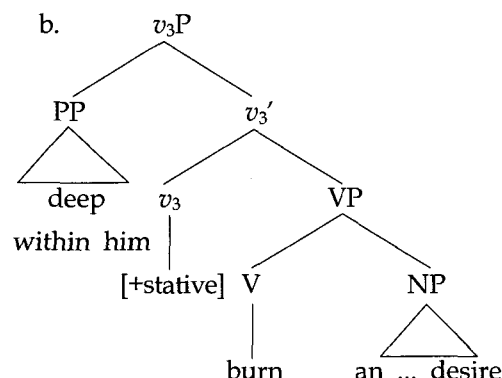 b. v₃P
PP v₃′
deep v₃ VP
within him
[+stative] V NP
burn an ... desire